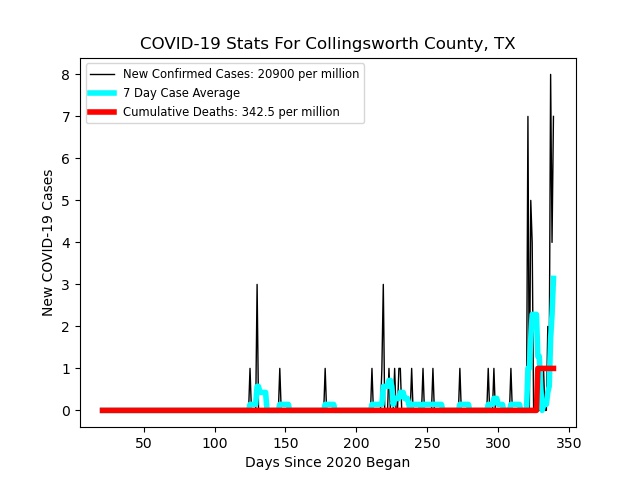 COVID-19 Stats For Collingsworth County, TX
New Confirmed Cases: 20900 per million
7 Day Case Average
Cumulative Deaths: 342.5 per million
New COVID-19 Cases
8
7
6
5
4
3
2
1
0
50 100 150 200 250 300 350
Days Since 2020 Began